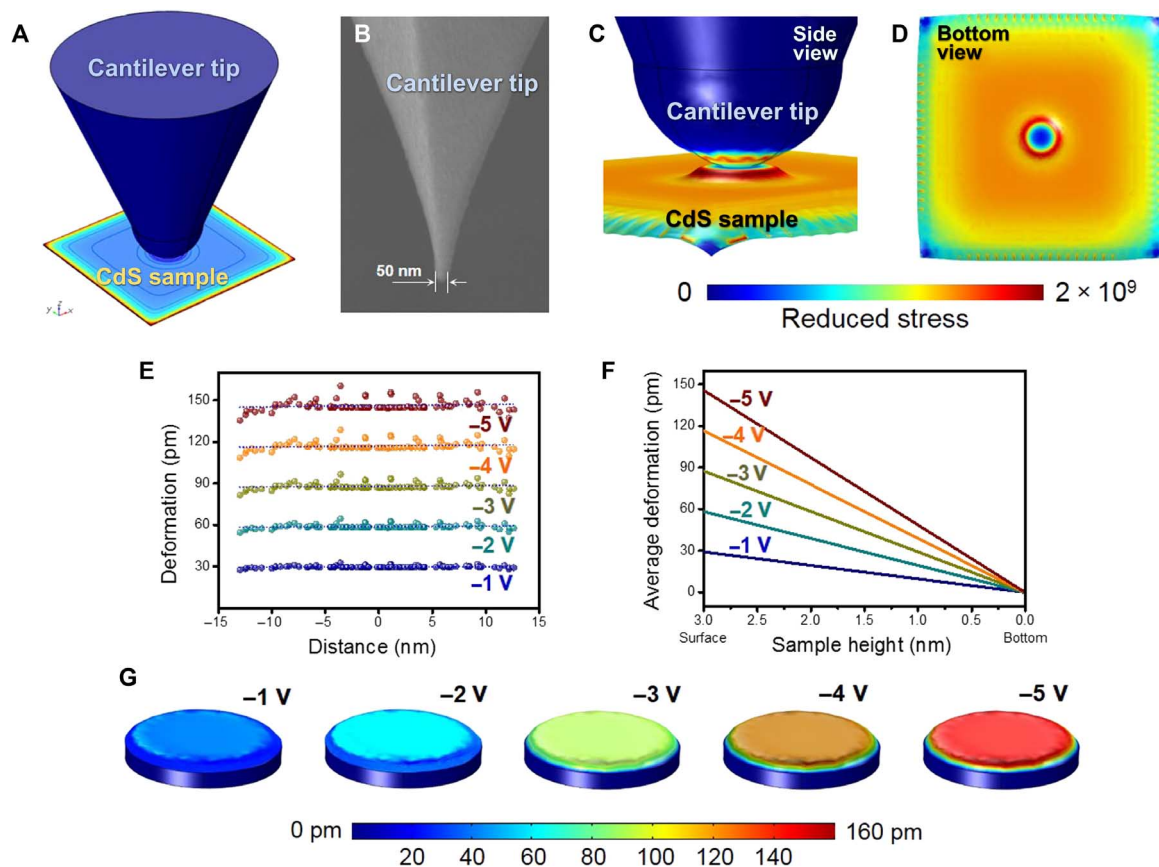 A
Cantilever tip
CdS sample
y
z
x
B
Cantilever tip
50 nm
C
Side
view
Cantilever tip
CdS sample
D
Bottom
view
0
2 × 10⁹
Reduced stress
E
Deformation (pm)
150
120
90
60
30
–5 V
–4 V
–3 V
–2 V
–1 V
–15
–10
–5
0
5
10
15
Distance (nm)
F
Average deformation (pm)
150
120
90
60
30
0
–5 V
–4 V
–3 V
–2 V
–1 V
3.0
2.5
2.0
1.5
1.0
0.5
0.0
Surface
Bottom
Sample height (nm)
G
–1 V
–2 V
–3 V
–4 V
–5 V
0 pm
160 pm
20
40
60
80
100
120
140